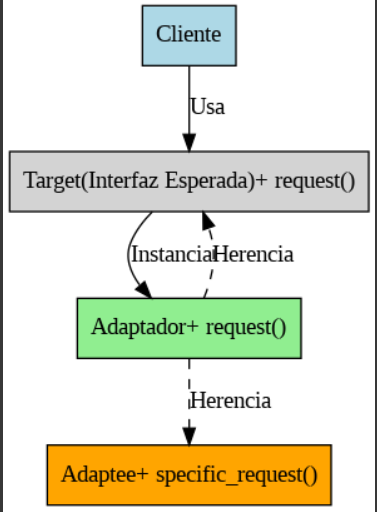 Cliente
Usa
Target(Interfaz Esperada)+ request()
Instancia
Herencia
Adaptador+ request()
Herencia
Adaptee+ specific_request()